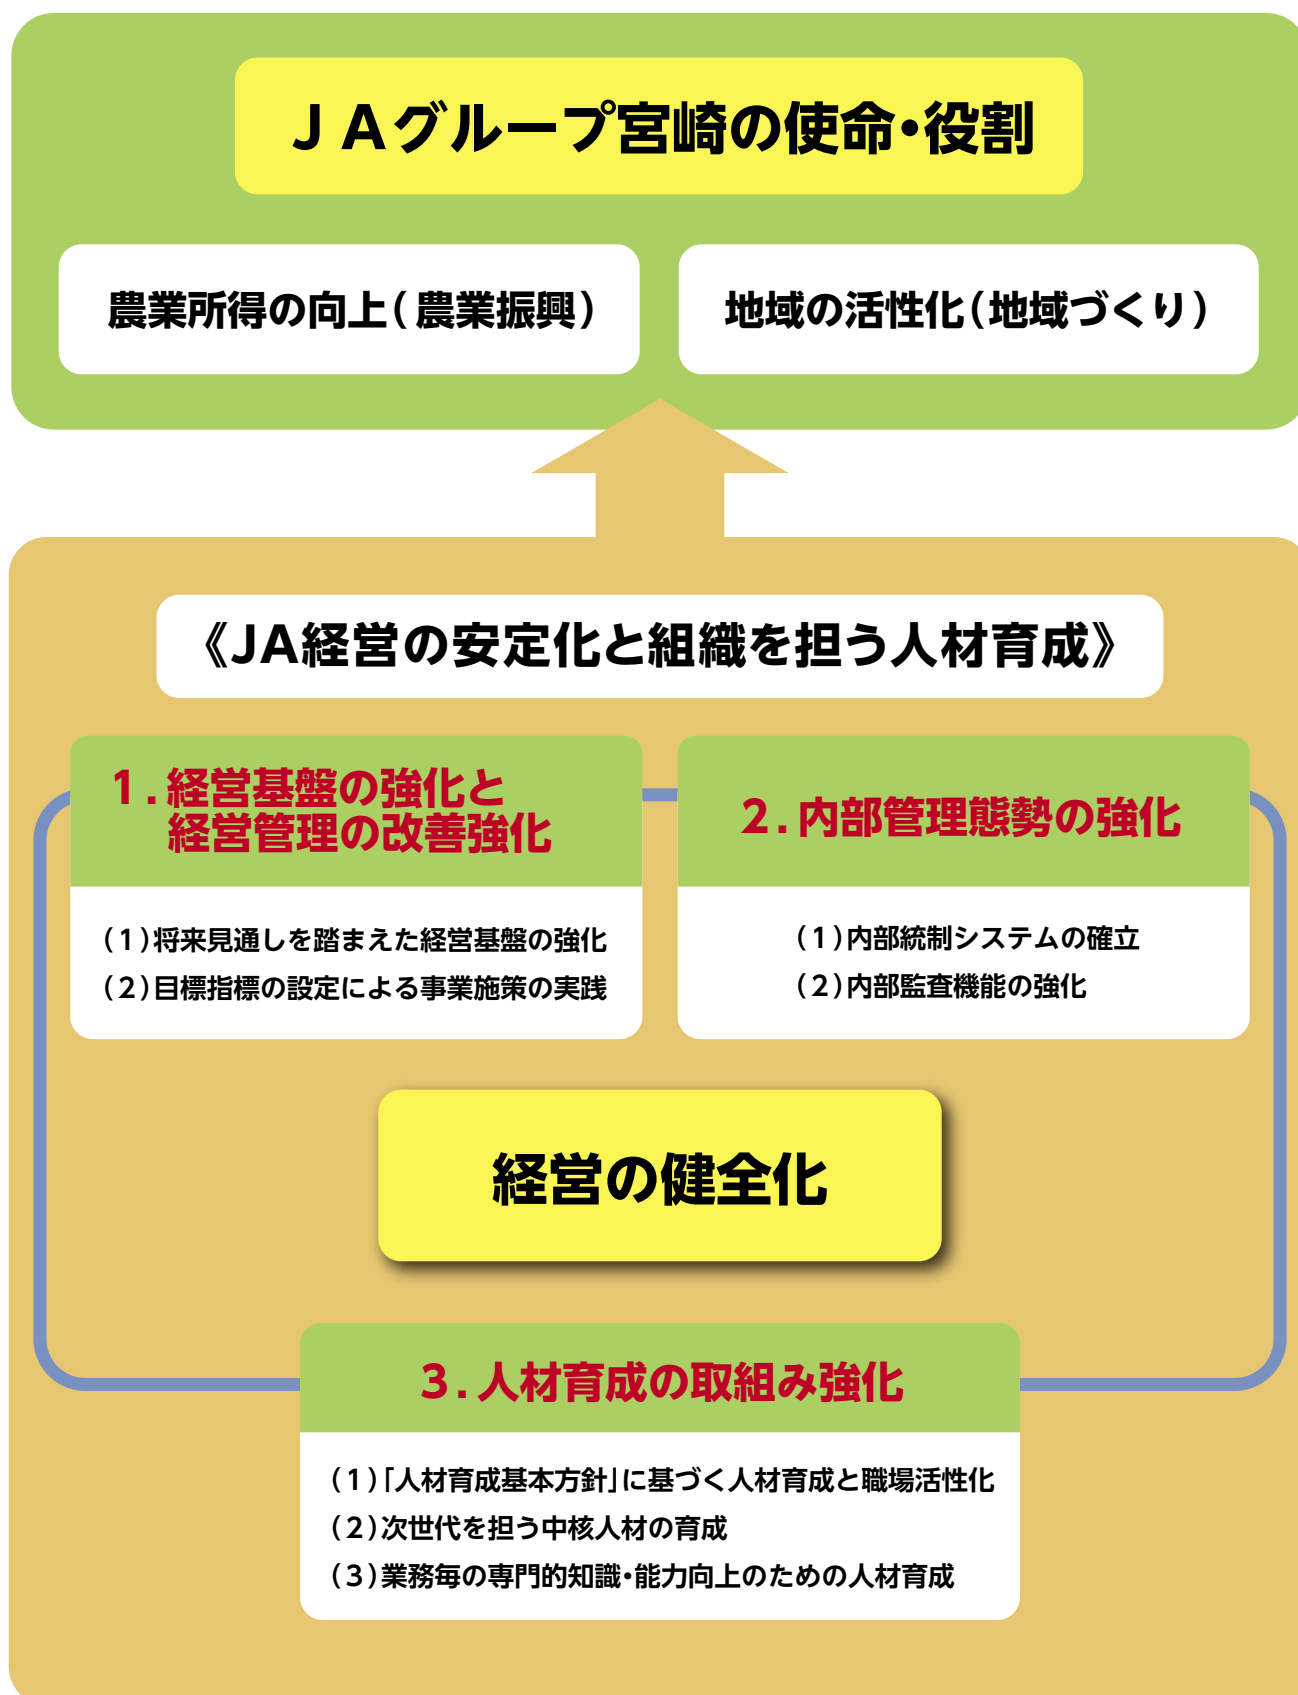 ＪＡグループ宮崎の使命・役割
農業所得の向上（農業振興）
地域の活性化（地域づくり）
《JA経営の安定化と組織を担う人材育成》
１．経営基盤の強化と
経営管理の改善強化
（１）将来見通しを踏まえた経営基盤の強化
（２）目標指標の設定による事業施策の実践
２．内部管理態勢の強化
（１）内部統制システムの確立
（２）内部監査機能の強化
経営の健全化
３．人材育成の取組み強化
（１）「人材育成基本方針」に基づく人材育成と職場活性化
（２）次世代を担う中核人材の育成
（３）業務毎の専門的知識・能力向上のための人材育成